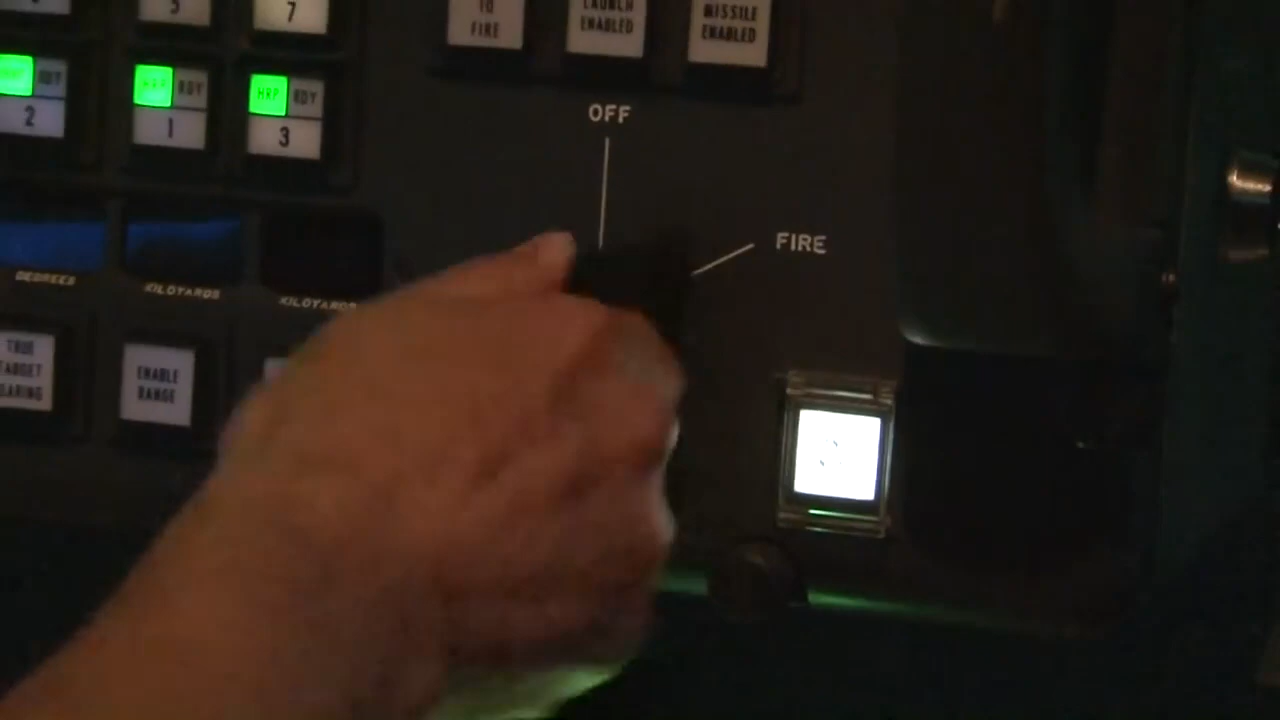 5
7
TO
FIRE
LAUNCH
ENABLED
MISSILE
ENABLED
RDY
2
HRP RDY
1
HRP RDY
3
OFF
FIRE
DEGREES
KILOYARDS
KILOYARDS
TRUE
TARGET
BEARING
ENABLE
RANGE